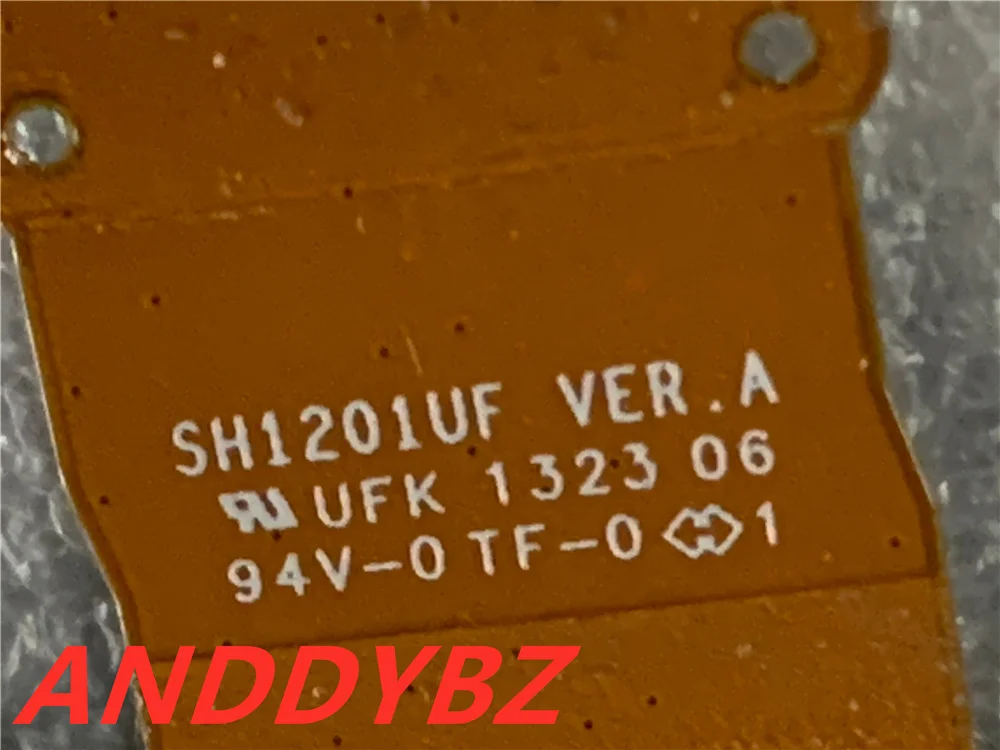 SH1201UF VER.A
UFK 1323 06
94V-0 TF-0 1
ANDDYBZ